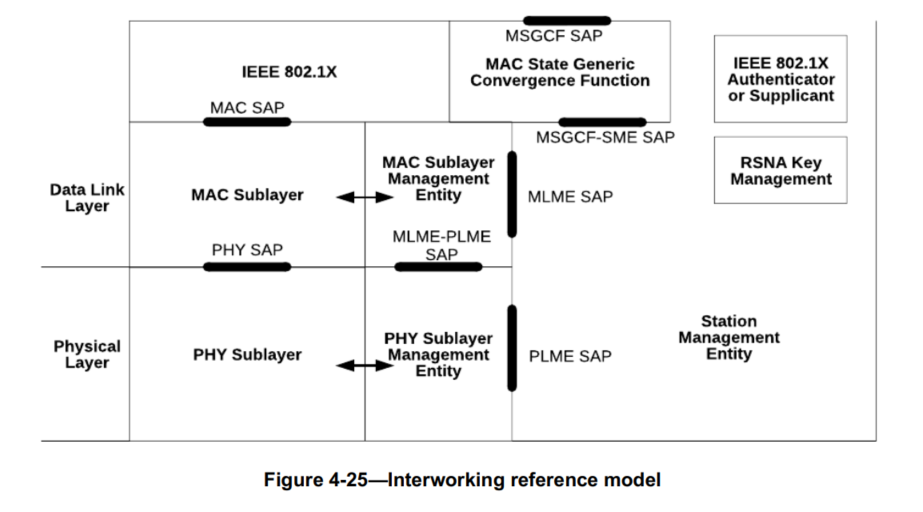 MSGCF SAP
IEEE 802.1X
MAC State Generic
Convergence Function
IEEE 802.1X
Authenticator
or Supplicant
MAC SAP
MSGCF-SME SAP
Data Link
Layer
MAC Sublayer
MAC Sublayer
Management
Entity
MLME SAP
RSNA Key
Management
PHY SAP
MLME-PLME
SAP
Physical
Layer
PHY Sublayer
PHY Sublayer
Management
Entity
PLME SAP
Station
Management
Entity
Figure 4-25—Interworking reference model